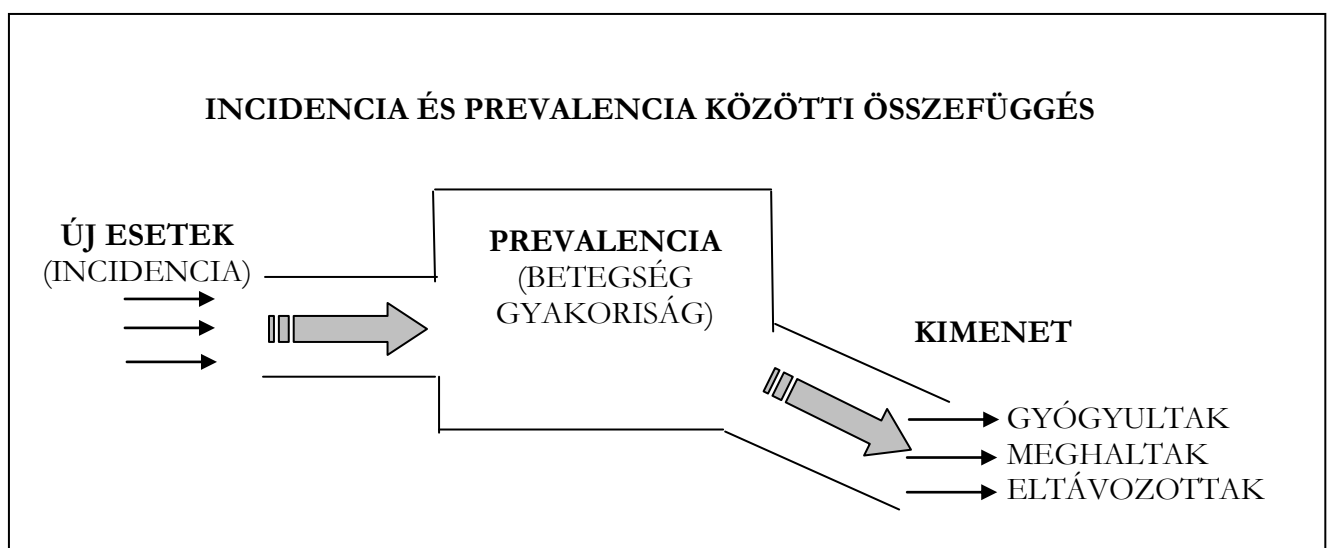 INCIDENCIA ÉS PREVALENCIA KÖZÖTTI ÖSSZEFÜGGÉS
ÚJ ESETEK
(INCIDENCIA)
PREVALENCIA
(BETEGSÉG
GYAKORISÁG)
KIMENET
GYÓGYULTAK
MEGHALTAK
ELTÁVOZOTTAK